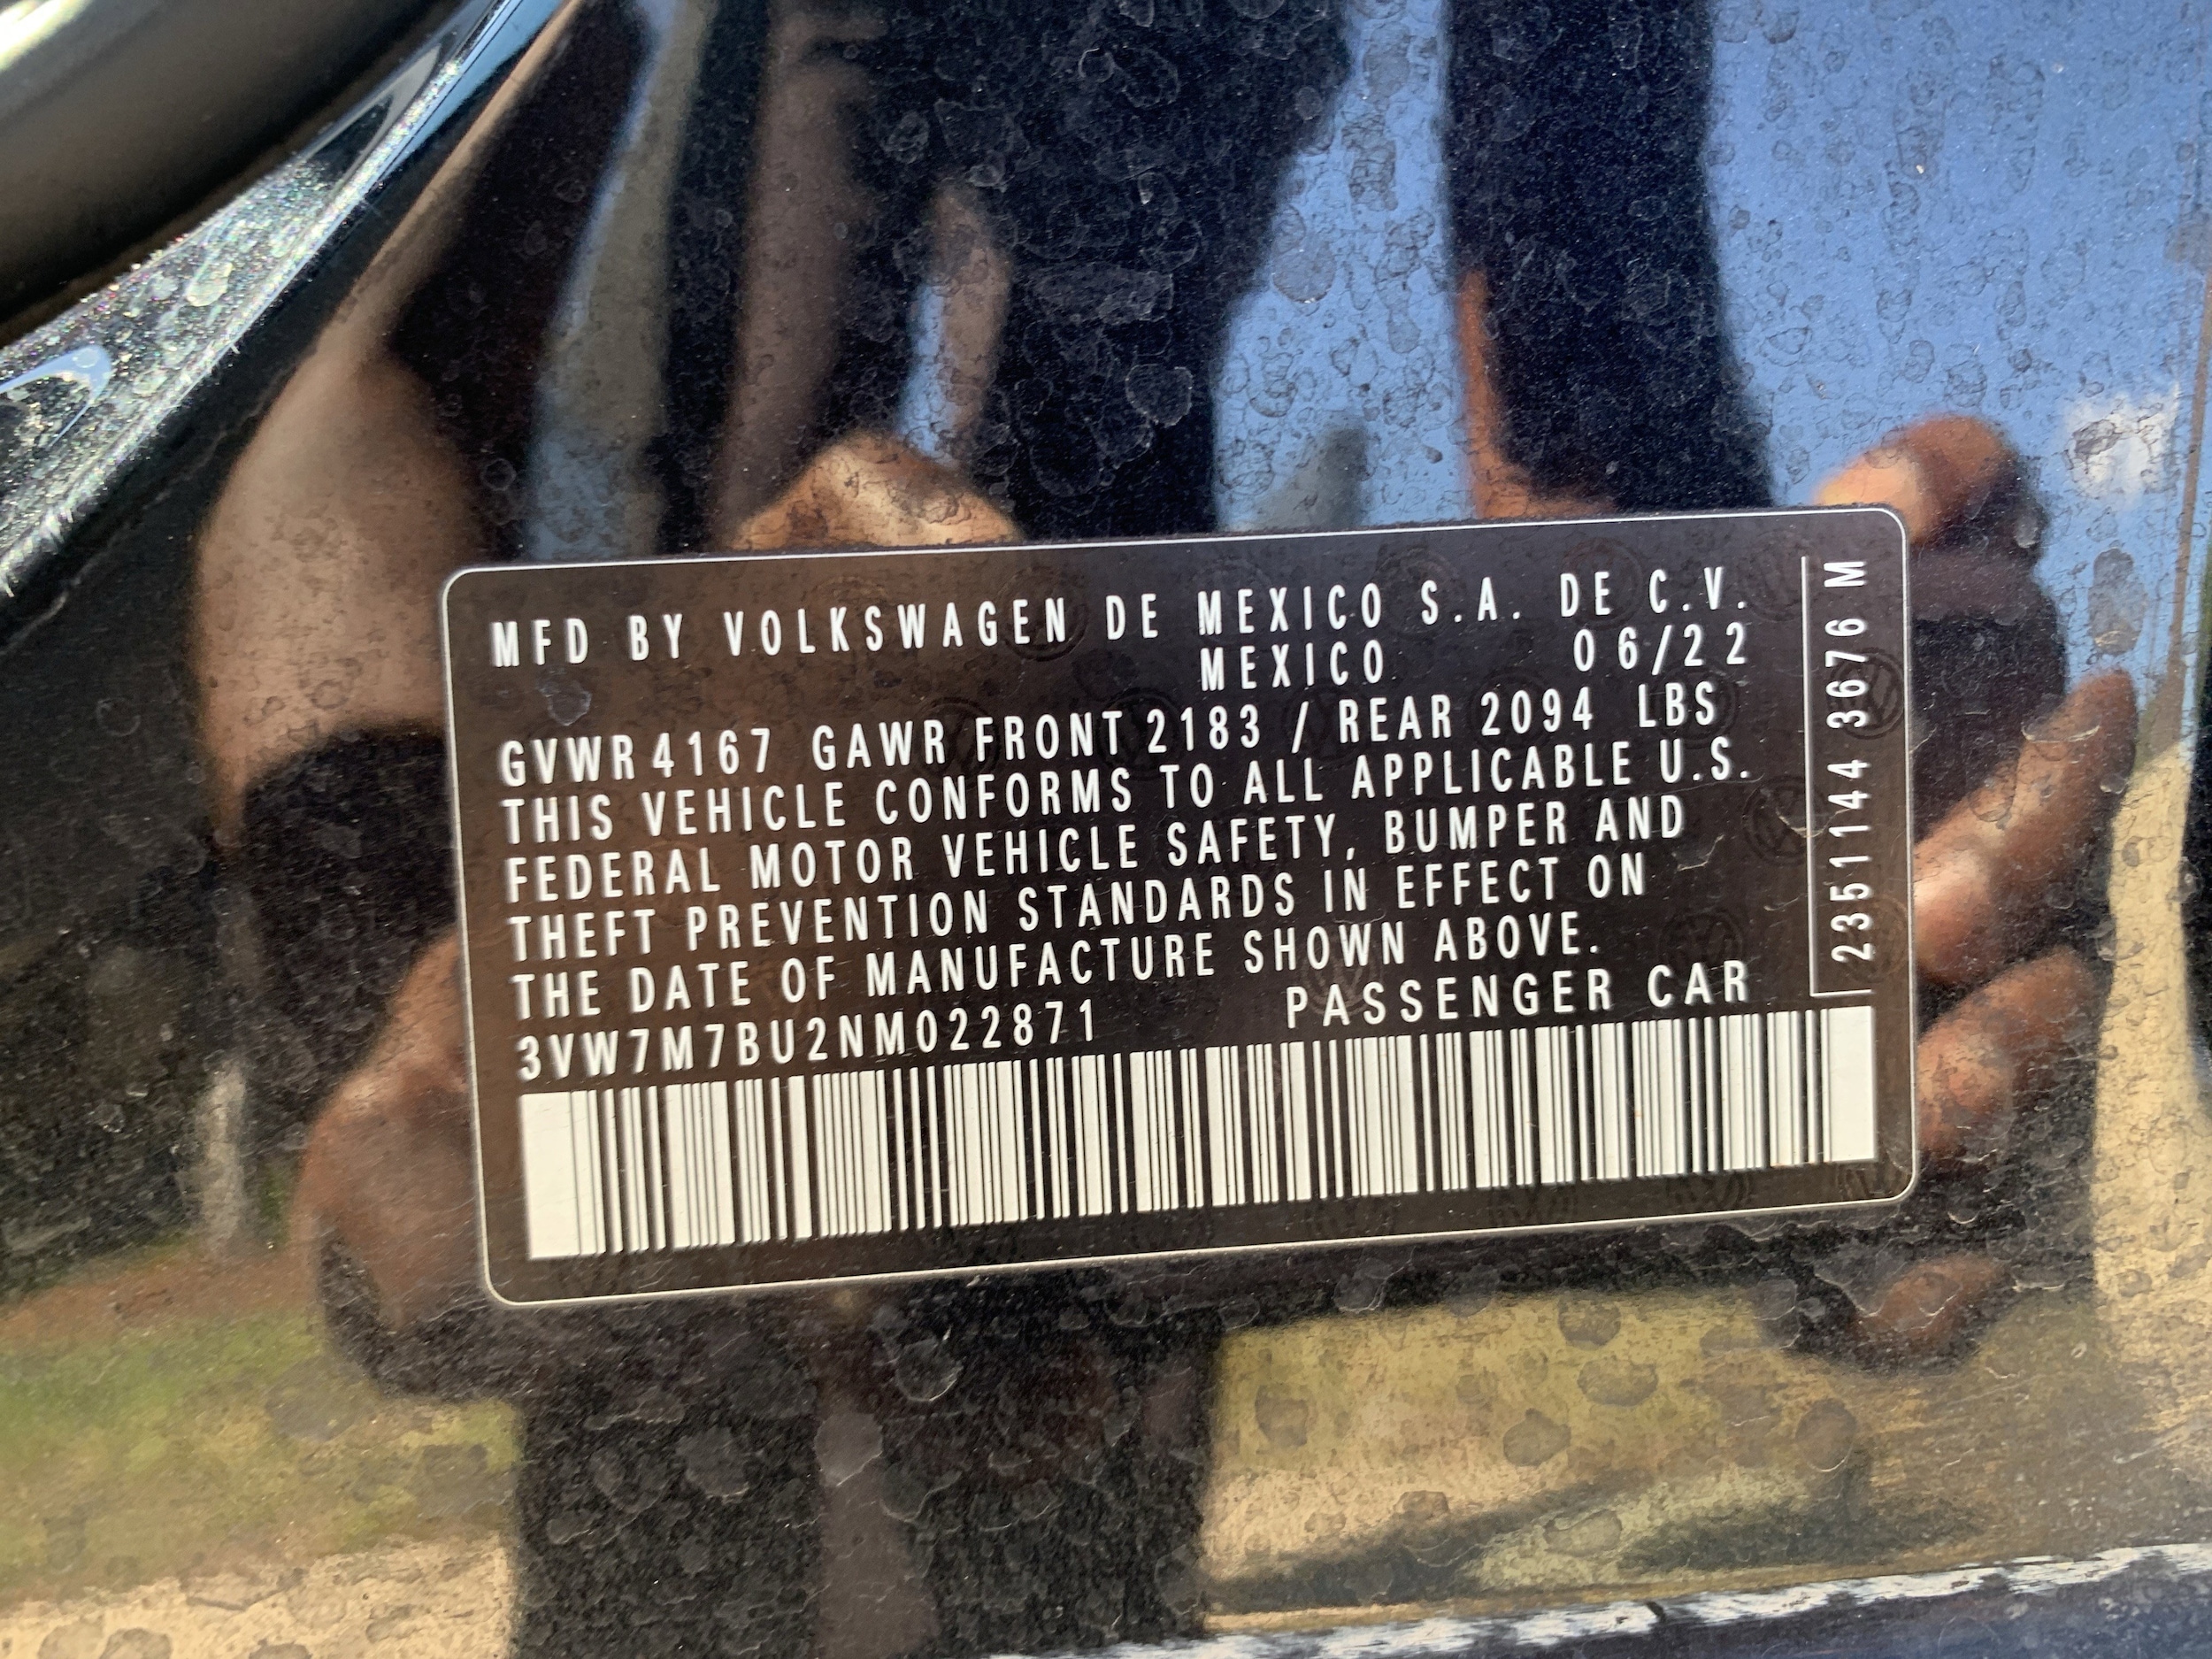 MFD BY VOLKSWAGEN DE MEXICO S.A. DE C.V.
MEXICO 06/22
GVWR 4167 GAWR FRONT 2183 / REAR 2094 LBS
THIS VEHICLE CONFORMS TO ALL APPLICABLE U.S.
FEDERAL MOTOR VEHICLE SAFETY, BUMPER AND
THEFT PREVENTION STANDARDS IN EFFECT ON
THE DATE OF MANUFACTURE SHOWN ABOVE.
3VW7M7BU2NM022871 PASSENGER CAR
2351144 3676 M